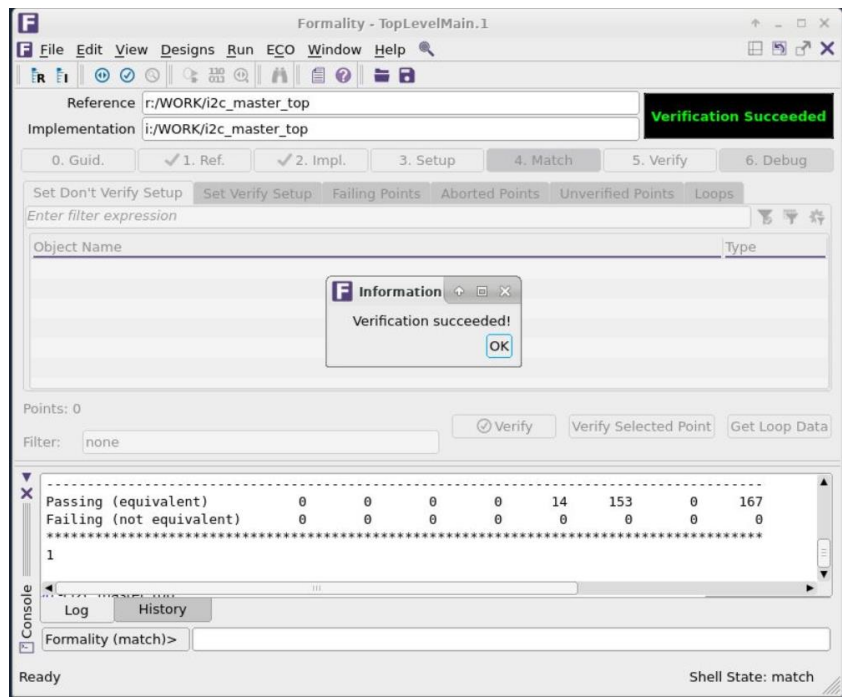 F
Formality - TopLevelMain.1
File Edit View Designs Run ECO Window Help
Reference r:/WORK/i2c_master_top
Implementation i:/WORK/i2c_master_top
Verification Succeeded
0. Guid. ✓ 1. Ref. ✓ 2. Impl. 3. Setup 4. Match 5. Verify 6. Debug
Set Don't Verify Setup Set Verify Setup Failing Points Aborted Points Unverified Points Loops
Enter filter expression
Object Name Type
F Information
Verification succeeded!
OK
Points: 0
Verify Verify Selected Point Get Loop Data
Filter: none
--------------------------------------------------------------------------------
Passing (equivalent) 0 0 0 0 14 153 0 167
Failing (not equivalent) 0 0 0 0 0 0 0 0
********************************************************************************
1
Console
Log History
Formality (match)>
Ready Shell State: match